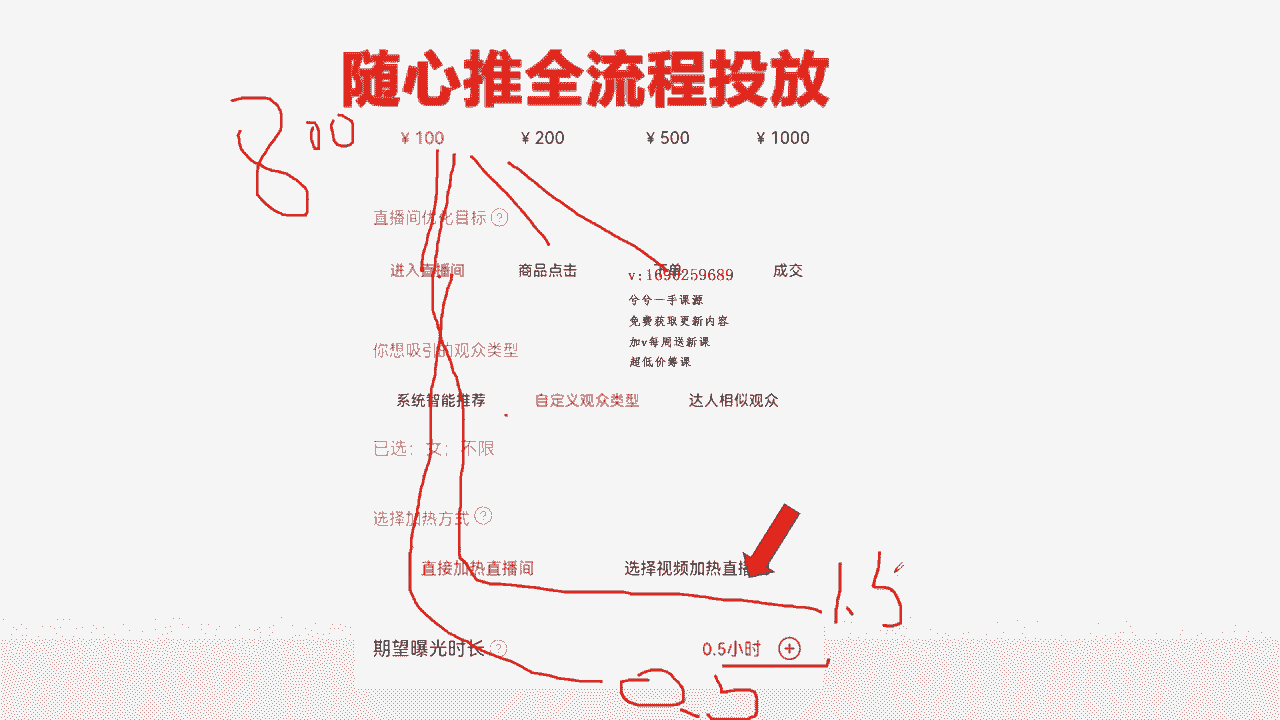 随心推全流程投放
800
¥ 100 ¥ 200 ¥ 500 ¥ 1000
直播间优化目标 ?
进入直播间 商品点击 下单 成交
v:1690259689
兮兮一手课源
免费获取更新内容
你想吸引的观众类型
加v每周送新课
超低价筹课
系统智能推荐 自定义观众类型 达人相似观众
已选：女；不限
选择加热方式 ?
直接加热直播间 选择视频加热直播
1.5
期望曝光时长 ? 0.5小时 +
0.5